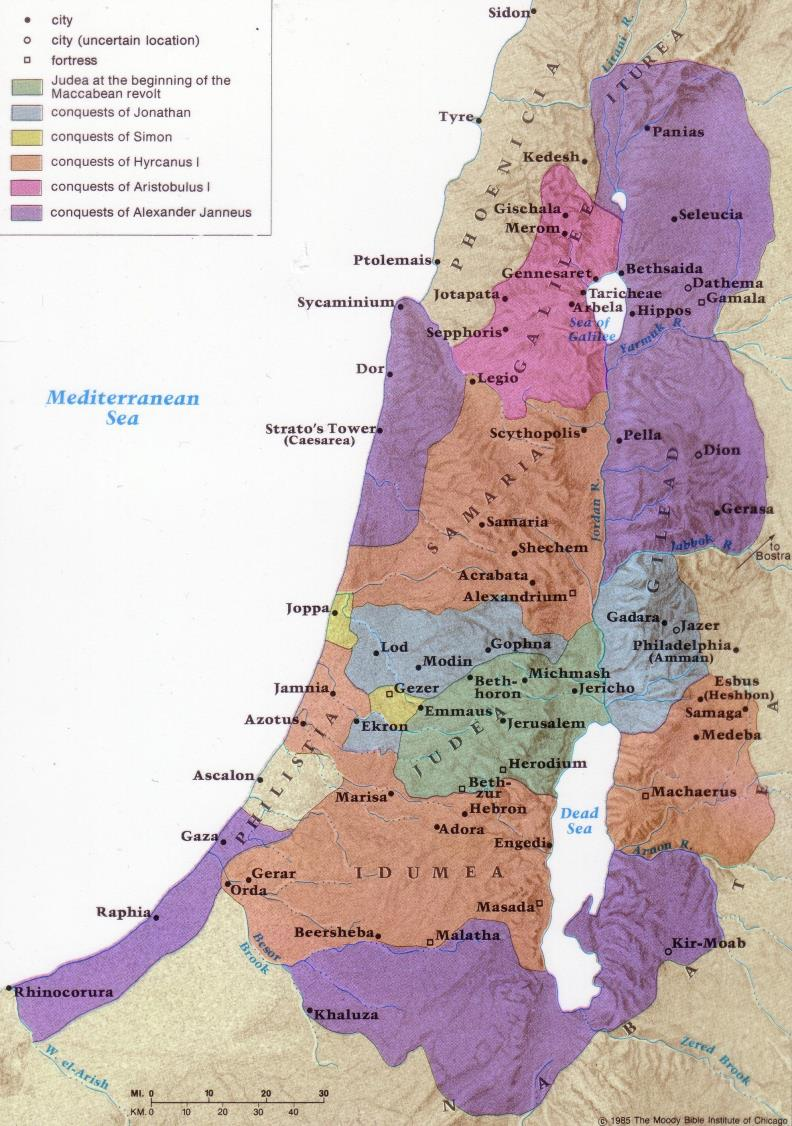 city
city (uncertain location)
fortress
Judea at the beginning of the
Maccabean revolt
conquests of Jonathan
conquests of Simon
conquests of Hyrcanus I
conquests of Aristobulus I
conquests of Alexander Janneus
Sidon
Litani R.
ITUREA
Tyre
PHOENICIA
Panias
Kedesh
Gischala
Merom
Seleucia
GALILEE
Ptolemais
Gennesaret
Bethsaida
Dathema
Sycaminium
Jotapata
Taricheae
Gamala
Arbela
Hippos
Sepphoris
Sea of
Galilee
Yarmuk R.
Dor
Legio
Mediterranean
Sea
Strato's Tower
(Caesarea)
Scythopolis
Pella
Dion
SAMARIA
GILEAD
Jordan R.
Samaria
Gerasa
Shechem
Jabbok R.
to
Bostra
Acrabata
Alexandrium
Joppa
Gadara
Jazer
Lod
Gophna
Philadelphia
(Amman)
Modin
Michmash
Beth-
horon
Jericho
Esbus
(Heshbon)
Jamnia
Gezer
Samaga
Emmaus
Azotus
Ekron
Jerusalem
Medeba
PHILISTIA
JUDEA
Ascalon
Herodium
Beth-
zur
Marisa
Machaerus
Hebron
Dead
Sea
Gaza
Adora
Engedi
Arnon R.
Gerar
IDUMEA
Orda
Raphia
Masada
Beersheba
Malatha
Kir-Moab
Besor
Brook
Rhinocorura
Khaluza
NABATEA
W. el-Arish
Zered Brook
MI. 0 10 20 30
KM. 0 10 20 30 40
© 1985 The Moody Bible Institute of Chicago